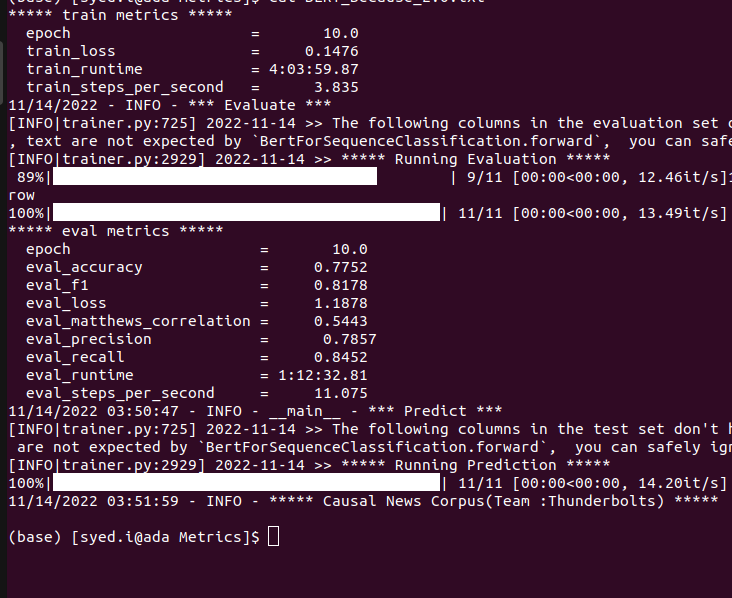 (base) [syed.i@ada Metrics]$ cat BERT_Because_2.0.txt
***** train metrics *****
  epoch                    =       10.0
  train_loss               =     0.1476
  train_runtime            = 4:03:59.87
  train_steps_per_second   =      3.835
11/14/2022 - INFO - *** Evaluate ***
[INFO|trainer.py:725] 2022-11-14 >> The following columns in the evaluation set
, text are not expected by `BertForSequenceClassification.forward`,  you can safe
[INFO|trainer.py:2929] 2022-11-14 >> ***** Running Evaluation *****
 89%|         | 9/11 [00:00<00:00, 12.46it/s]
row
100%|         | 11/11 [00:00<00:00, 13.49it/s]
***** eval metrics *****
  epoch                     =       10.0
  eval_accuracy             =     0.7752
  eval_f1                   =     0.8178
  eval_loss                 =     1.1878
  eval_matthews_correlation =     0.5443
  eval_precision            =      0.7857
  eval_recall               =     0.8452
  eval_runtime              = 1:12:32.81
  eval_steps_per_second     =     11.075
11/14/2022 03:50:47 - INFO - __main__ - *** Predict ***
[INFO|trainer.py:725] 2022-11-14 >> The following columns in the test set don't
 are not expected by `BertForSequenceClassification.forward`,  you can safely ign
[INFO|trainer.py:2929] 2022-11-14 >> ***** Running Prediction *****
100%|         | 11/11 [00:00<00:00, 14.20it/s]
11/14/2022 03:51:59 - INFO - ***** Causal News Corpus(Team :Thunderbolts) *****
(base) [syed.i@ada Metrics]$